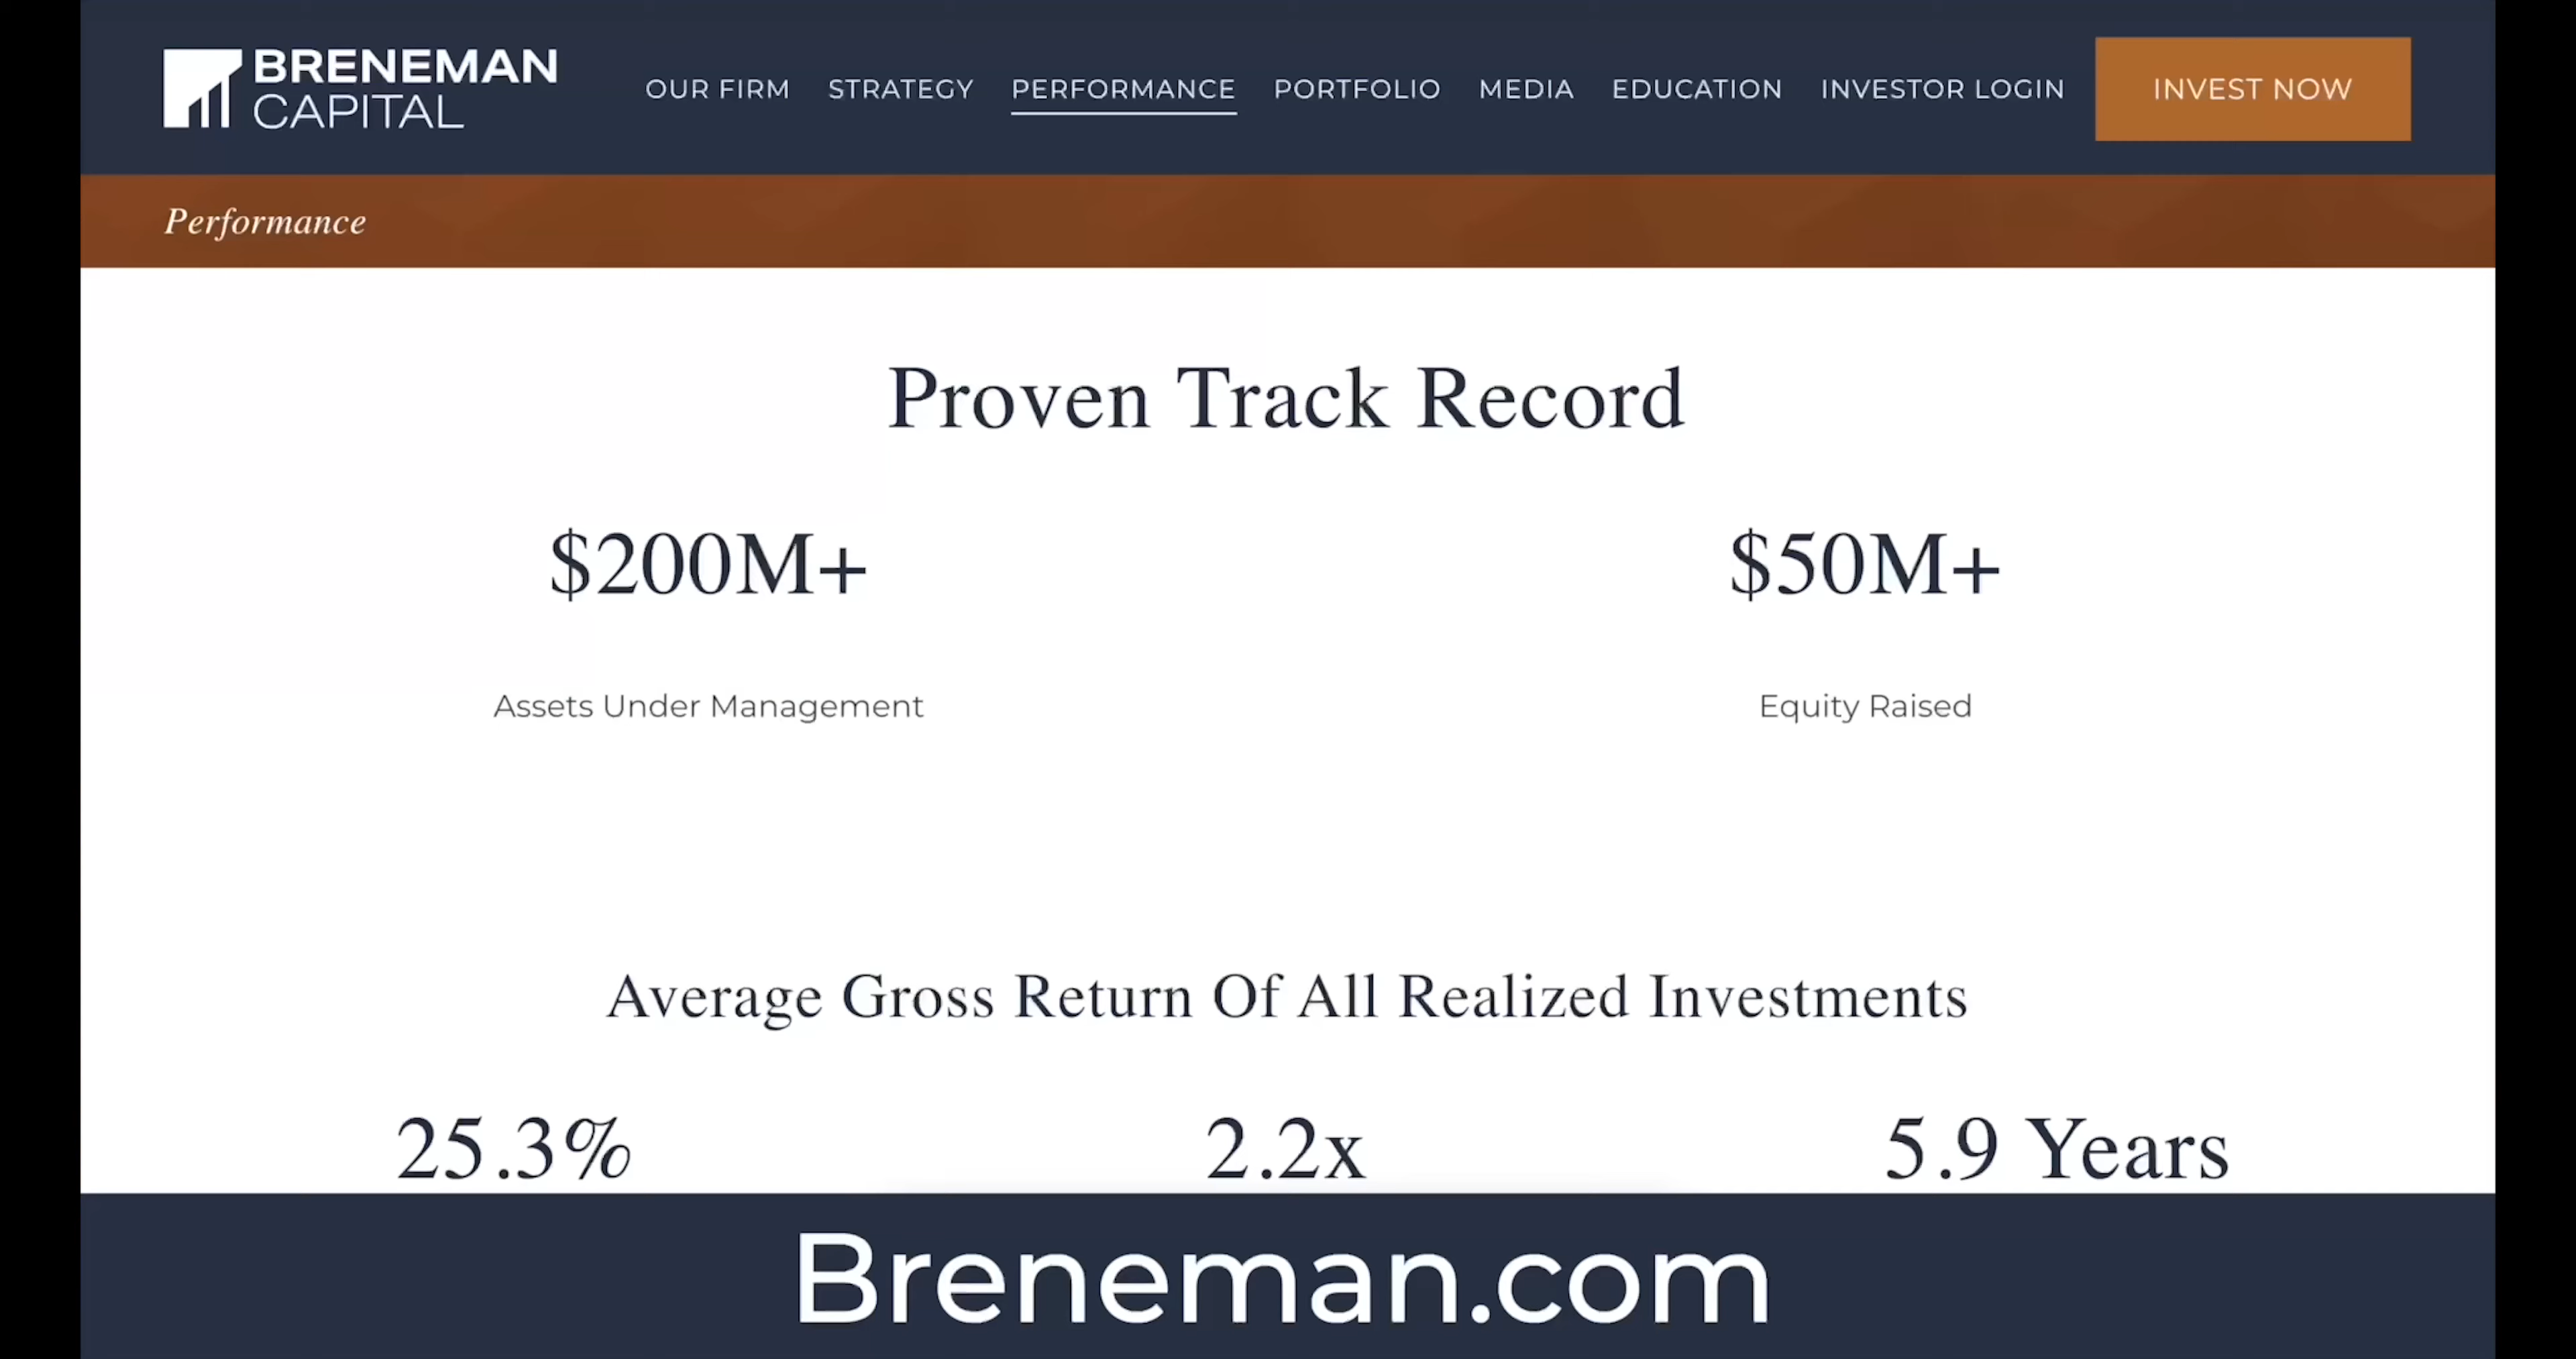 BRENEMAN
CAPITAL
OUR FIRM STRATEGY PERFORMANCE PORTFOLIO MEDIA EDUCATION INVESTOR LOGIN INVEST NOW
Performance
Proven Track Record
$200M+ $50M+
Assets Under Management Equity Raised
Average Gross Return Of All Realized Investments
25.3% 2.2x 5.9 Years
Breneman.com